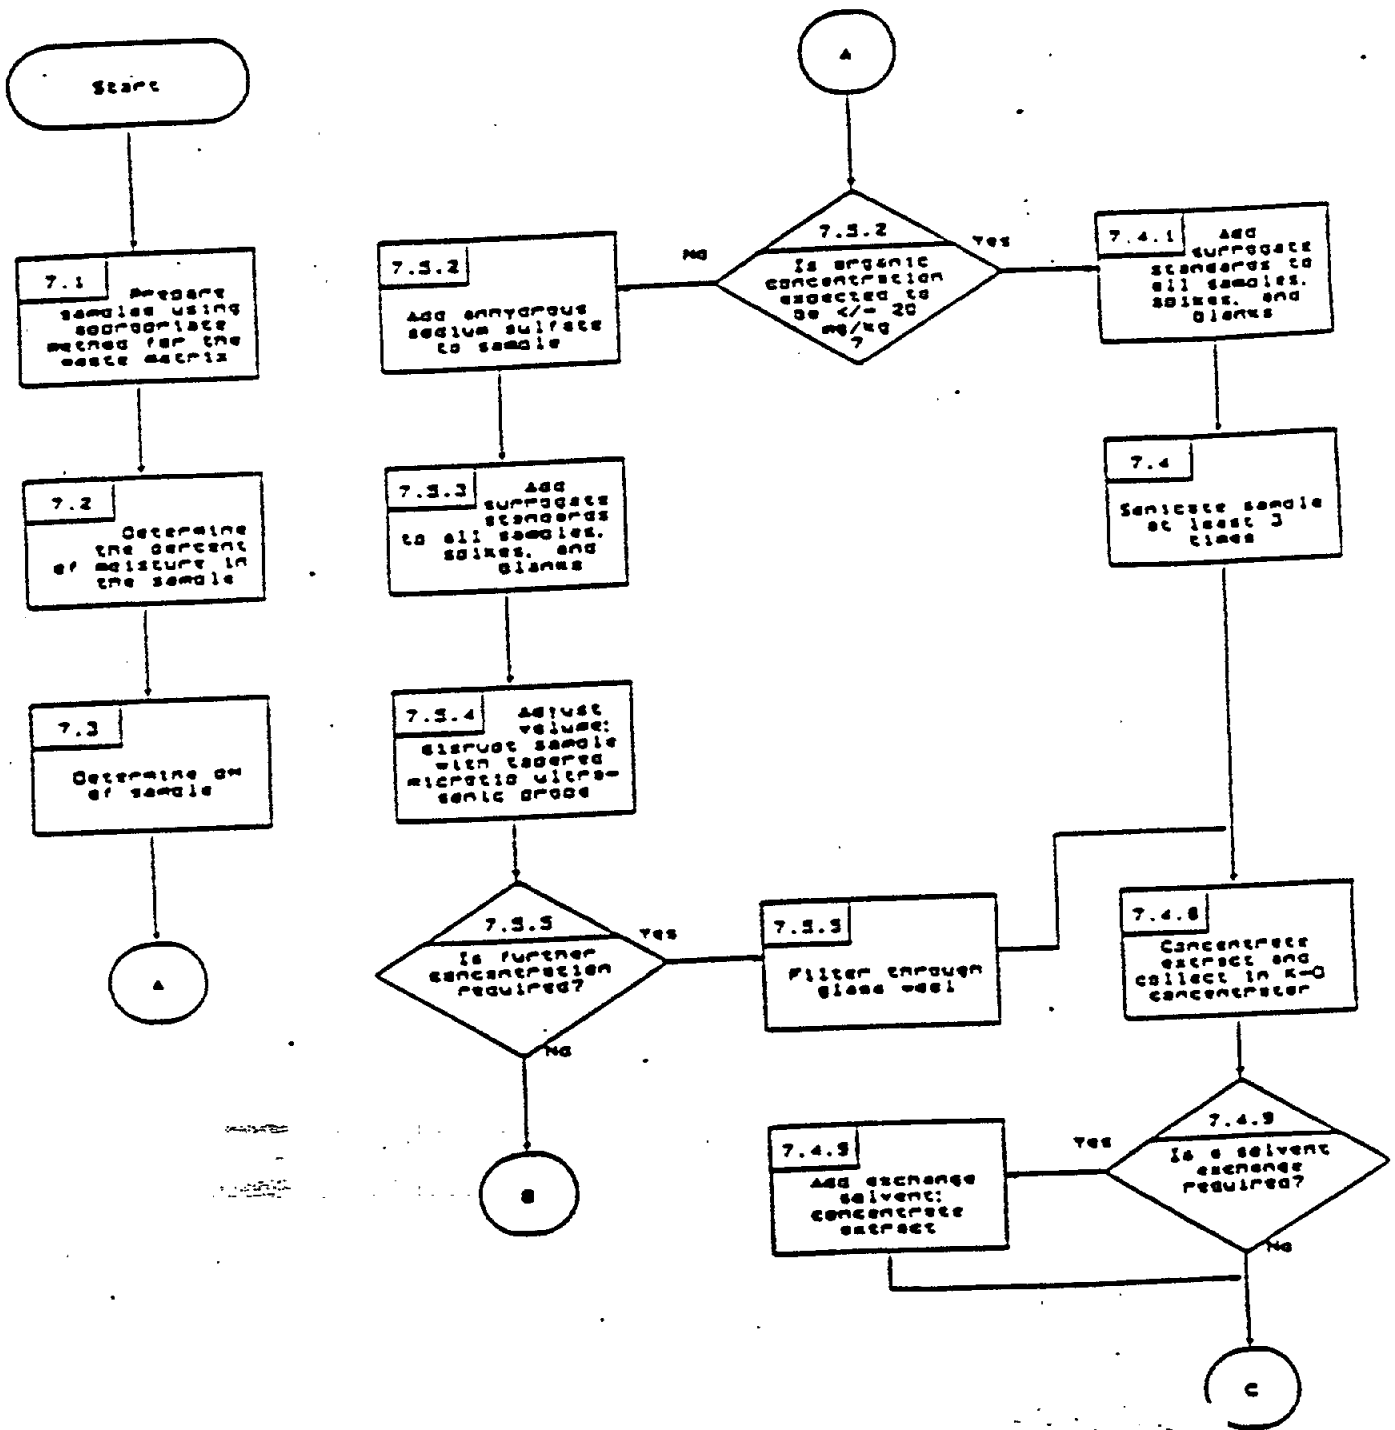 Start
7.1
Prepare
samples using
appropriate
method for the
waste matrix
7.2
Determine
the percent
of moisture in
the sample
7.3
Determine pH
of sample
A
A
7.5.2
Is organic
concentration
expected to
be </= 20
mg/kg
?
No
Yes
7.5.2
Add anhydrous
sodium sulfate
to sample
7.5.3
Add
surrogate
standards
to all samples,
spikes, and
blanks
7.5.4
Adjust
volume;
disrupt sample
with tapered
microtip ultra-
sonic probe
7.5.5
Is further
concentration
required?
Yes
No
B
7.5.5
Filter through
glass wool
7.4.1
Add
surrogate
standards to
all samples,
spikes, and
blanks
7.4
Sonicate sample
at least 3
times
7.4.8
Concentrate
extract and
collect in K-D
concentrator
7.4.9
Is a solvent
exchange
required?
Yes
No
7.4.9
Add exchange
solvent;
concentrate
extract
C